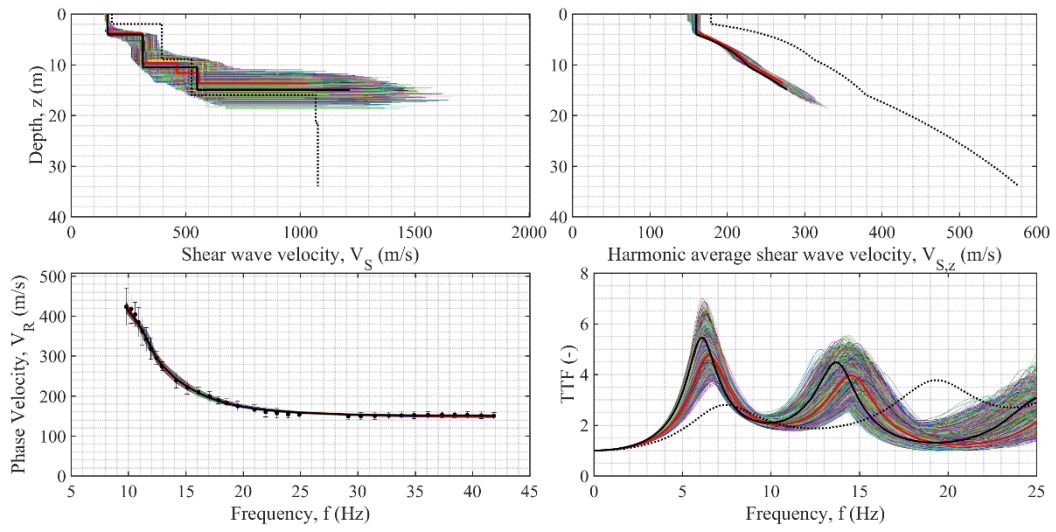 0
10
20
30
40
Depth, z (m)
0 500 1000 1500 2000
Shear wave velocity, V_S (m/s)
0
10
20
30
40
0 100 200 300 400 500 600
Harmonic average shear wave velocity, V_S,z (m/s)
500
400
300
200
100
0
Phase Velocity, V_R (m/s)
5 10 15 20 25 30 35 40 45
Frequency, f (Hz)
8
6
4
2
0
TTF (-)
0 5 10 15 20 25
Frequency, f (Hz)